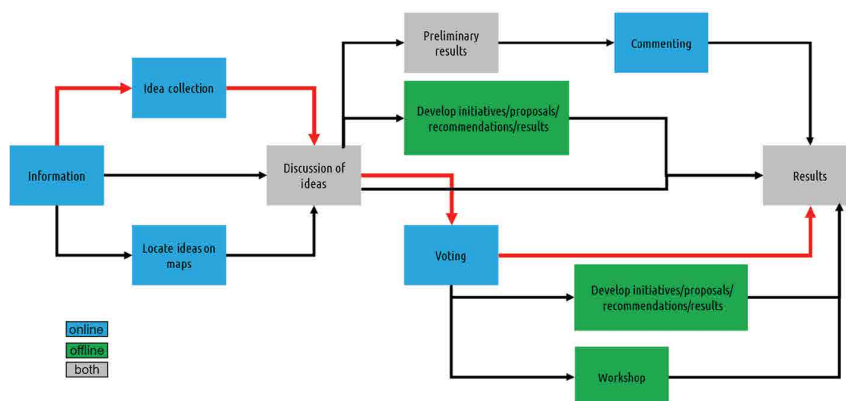 Preliminary
results
Commenting
Idea collection
Develop initiatives/proposals/
recommendations/results
Information
Discussion of
ideas
Results
Locate ideas on
maps
Voting
Develop initiatives/proposals/
recommendations/results
Workshop
online
offline
both